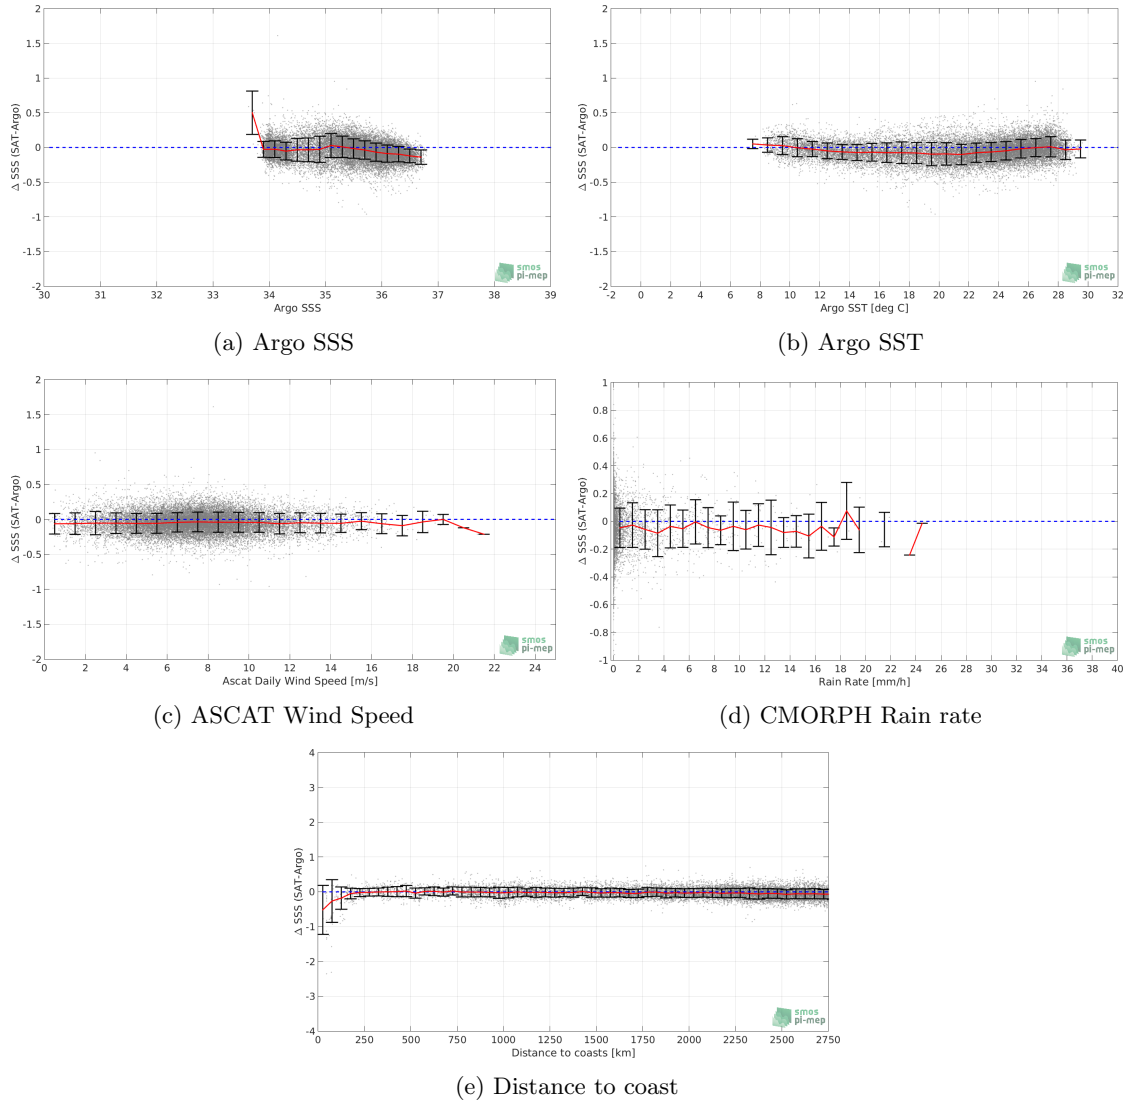 2
1.5
1
0.5
0
-0.5
-1
-1.5
-2
Δ SSS (SAT-Argo)
30 31 32 33 34 35 36 37 38 39
Argo SSS
smos
pi-mep
(a) Argo SSS
2
1.5
1
0.5
0
-0.5
-1
-1.5
-2
Δ SSS (SAT-Argo)
-2 0 2 4 6 8 10 12 14 16 18 20 22 24 26 28 30 32
Argo SST [deg C]
smos
pi-mep
(b) Argo SST
2
1.5
1
0.5
0
-0.5
-1
-1.5
-2
Δ SSS (SAT-Argo)
0 2 4 6 8 10 12 14 16 18 20 22 24
Ascat Daily Wind Speed [m/s]
smos
pi-mep
(c) ASCAT Wind Speed
1
0.8
0.6
0.4
0.2
0
-0.2
-0.4
-0.6
-0.8
-1
Δ SSS (SAT-Argo)
0 2 4 6 8 10 12 14 16 18 20 22 24 26 28 30 32 34 36 38 40
Rain Rate [mm/h]
smos
pi-mep
(d) CMORPH Rain rate
4
3
2
1
0
-1
-2
-3
-4
Δ SSS (SAT-Argo)
0 250 500 750 1000 1250 1500 1750 2000 2250 2500 2750
Distance to coasts [km]
smos
pi-mep
(e) Distance to coast